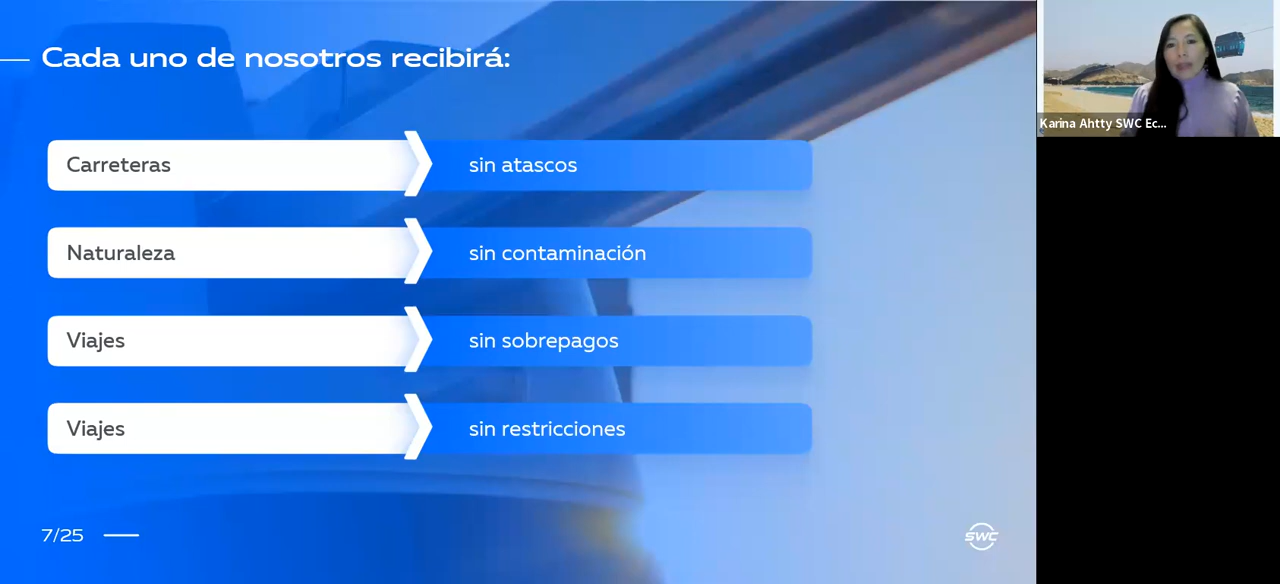 Cada uno de nosotros recibirá:
Carreteras
sin atascos
Naturaleza
sin contaminación
Viajes
sin sobrepagos
Viajes
sin restricciones
7/25
SWC
Karina Ahtty SWC Ec...